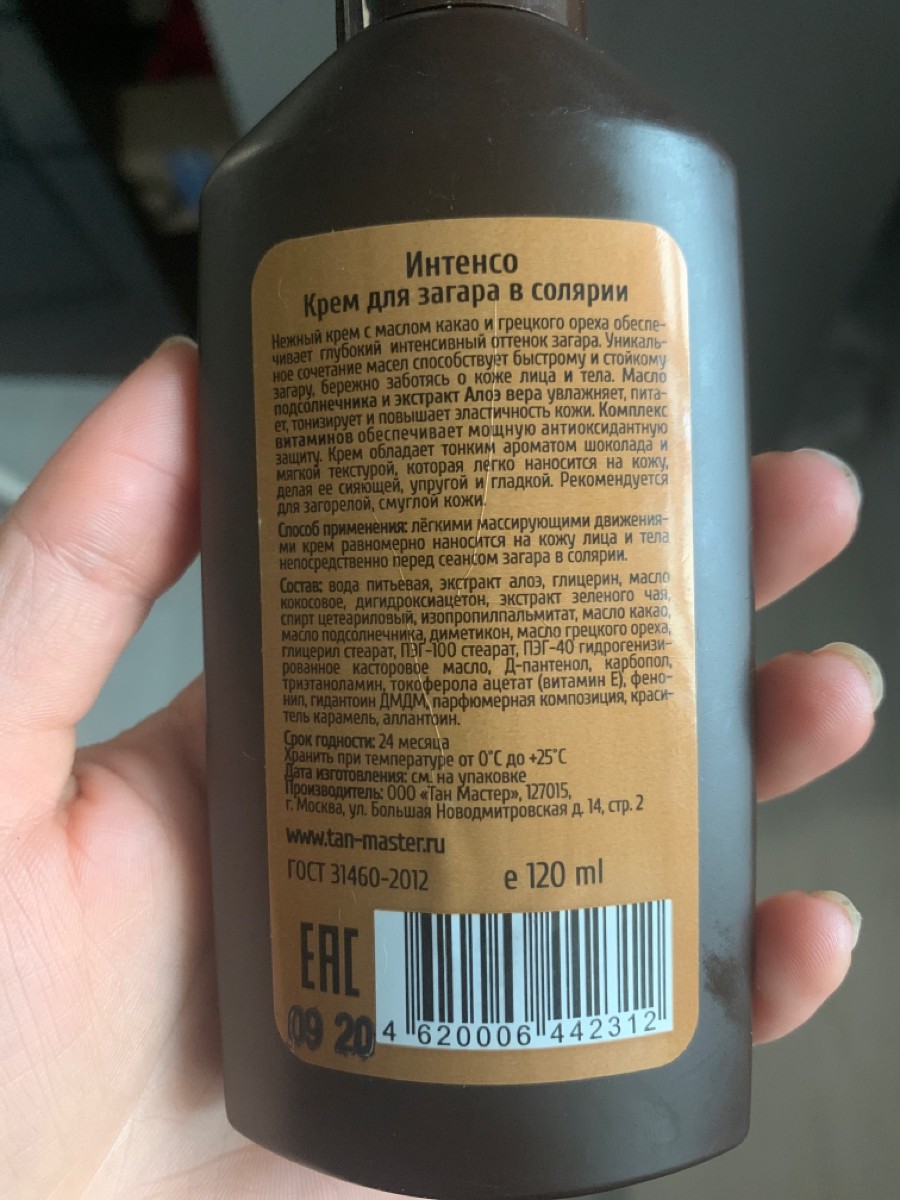 Интенсо
Крем для загара в солярии
Нежный крем с маслом какао и грецкого ореха обеспе-
чивает глубокий интенсивный оттенок загара. Уникаль-
ное сочетание масел способствует быстрому и стойкому
загару, бережно заботясь о коже лица и тела. Масло
подсолнечника и экстракт Алоэ вера увлажняет, пита-
ет, тонизирует и повышает эластичность кожи. Комплекс
витаминов обеспечивает мощную антиоксидантную
защиту. Крем обладает тонким ароматом шоколада и
мягкой текстурой, которая легко наносится на кожу,
делая ее сияющей, упругой и гладкой. Рекомендуется
для загорелой, смуглой кожи.
Способ применения: лёгкими массирующими движения-
ми крем равномерно наносится на кожу лица и тела
непосредственно перед сеансом загара в солярии.
Состав: вода питьевая, экстракт алоэ, глицерин, масло
кокосовое, дигидроксиацетон, экстракт зеленого чая,
спирт цетеариловый, изопропилпальмитат, масло какао,
масло подсолнечника, диметикон, масло грецкого ореха,
глицерил стеарат, ПЭГ-100 стеарат, ПЭГ-40 гидрогенизи-
рованное касторовое масло, Д-пантенол, карбопол,
триэтаноламин, токоферола ацетат (витамин Е), фено-
нип, гидантоин ДМДМ, парфюмерная композиция, краси-
тель карамель, аллантоин.
Срок годности: 24 месяца
Хранить при температуре от 0°С до +25°С
Дата изготовления: см. на упаковке
Производитель: ООО «Тан Мастер», 127015,
г. Москва, ул. Большая Новодмитровская д. 14, стр. 2
www.tan-master.ru
ГОСТ 31460-2012 e 120 ml
EAC
09 20
4 620006 442312